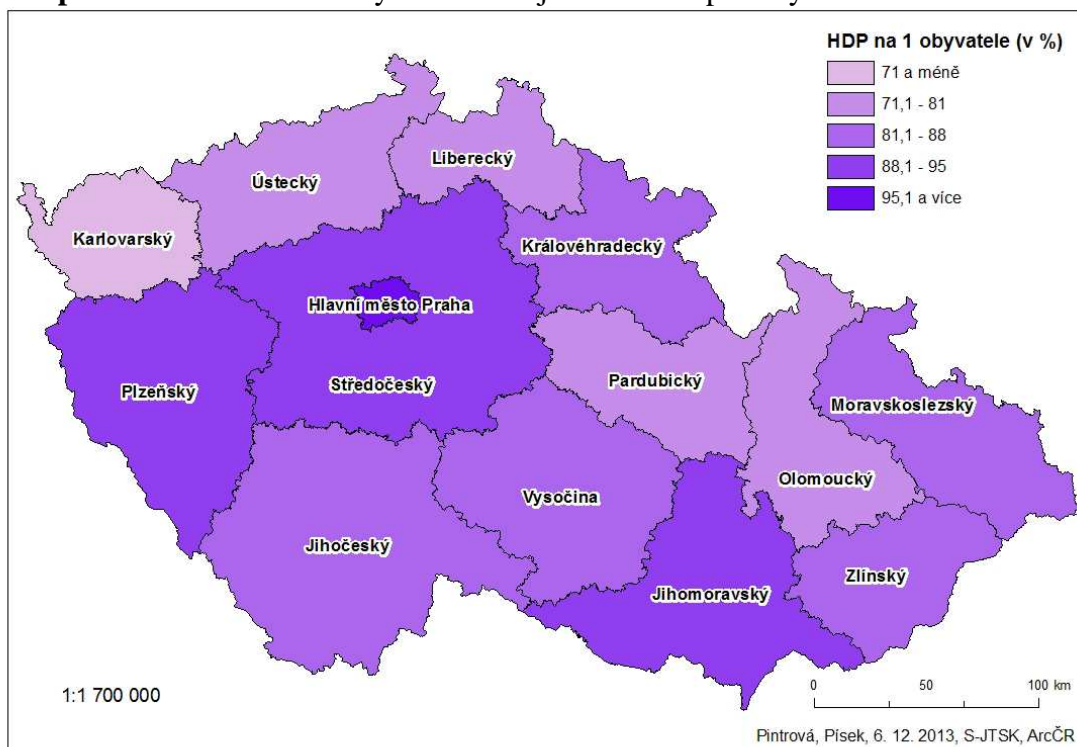 HDP na 1 obyvatele (v %)
71 a méně
71,1 - 81
81,1 - 88
88,1 - 95
95,1 a více
Liberecký
Ústecký
Karlovarský
Královéhradecký
Hlavní město Praha
Středočeský
Plzeňský
Pardubický
Moravskoslezský
Olomoucký
Vysočina
Jihočeský
Zlínský
Jihomoravský
1:1 700 000
0 50 100 km
Pintrová, Písek, 6. 12. 2013, S-JTSK, ArcČR